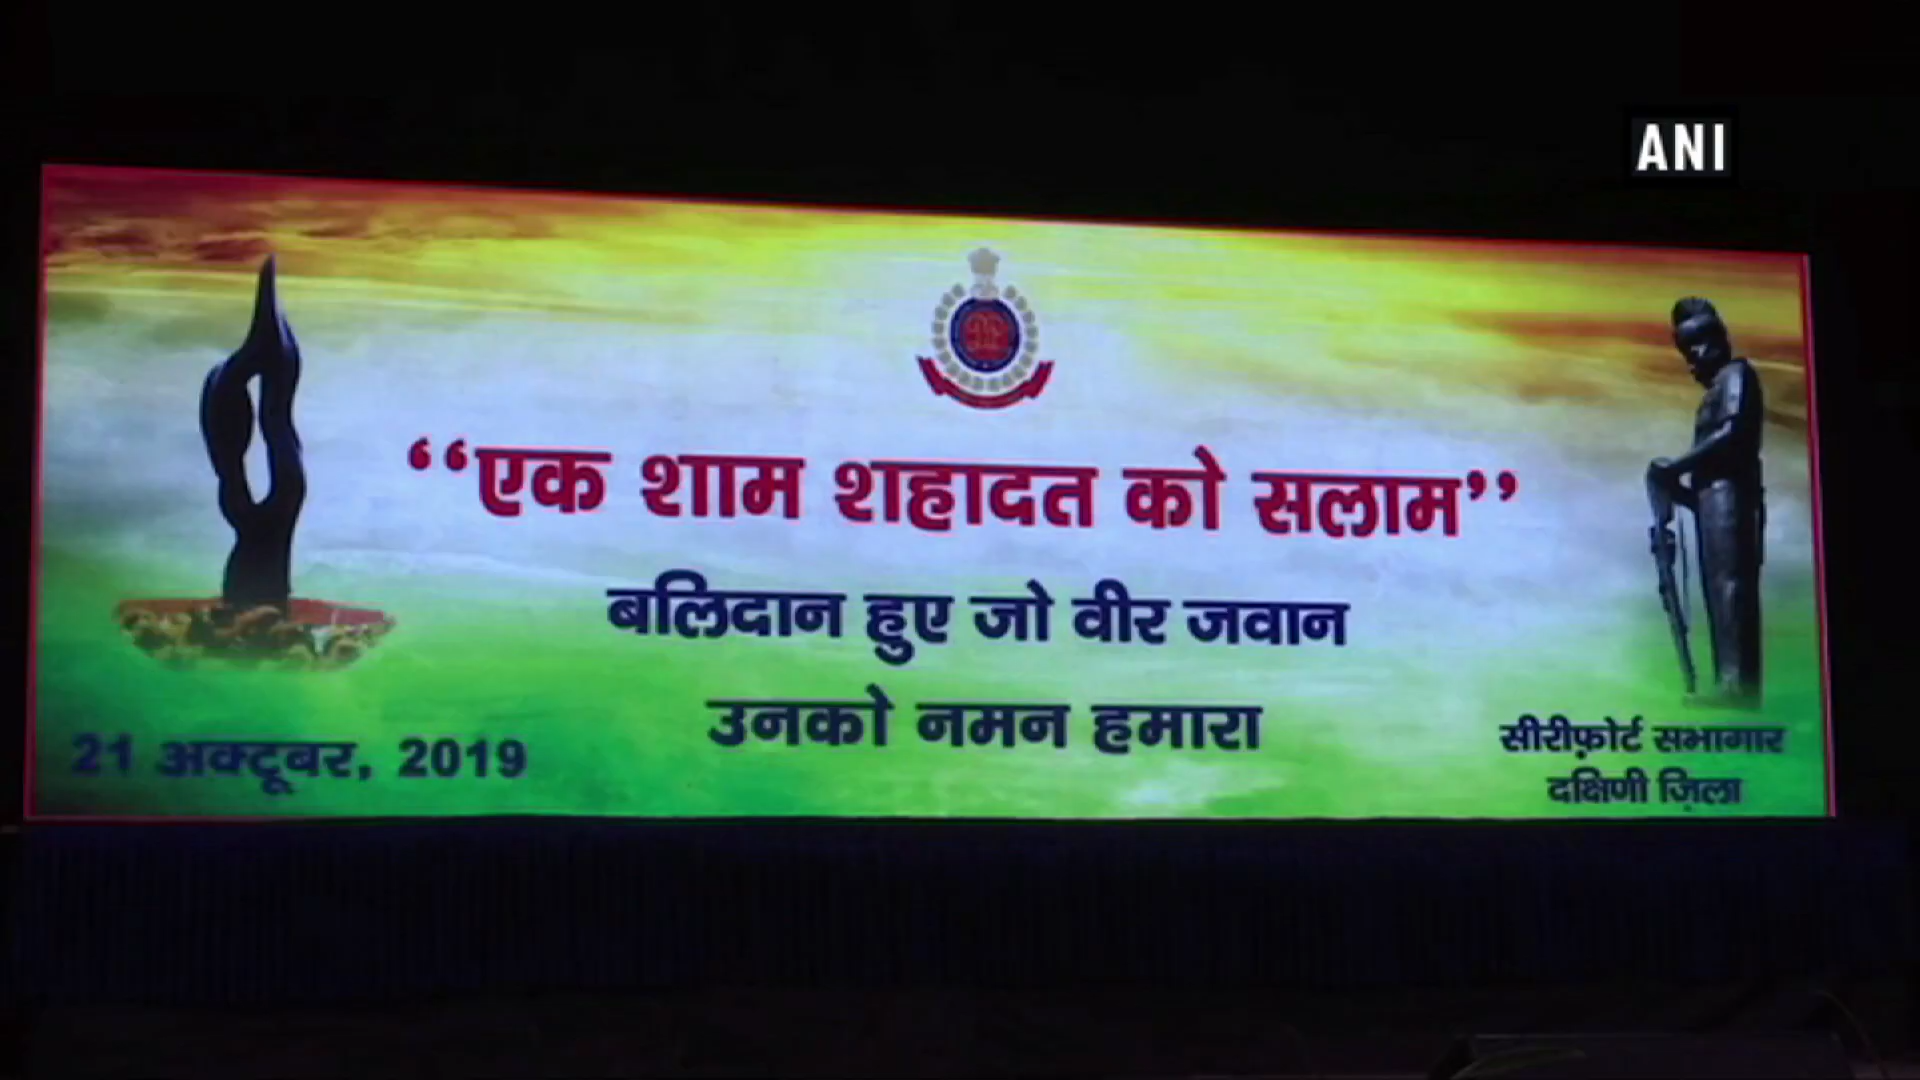 ANI
“एक शाम शहादत को सलाम”
बलिदान हुए जो वीर जवान
उनको नमन हमारा
21 अक्टूबर, 2019
सीरीफ़ोर्ट सभागार
दक्षिणी ज़िला